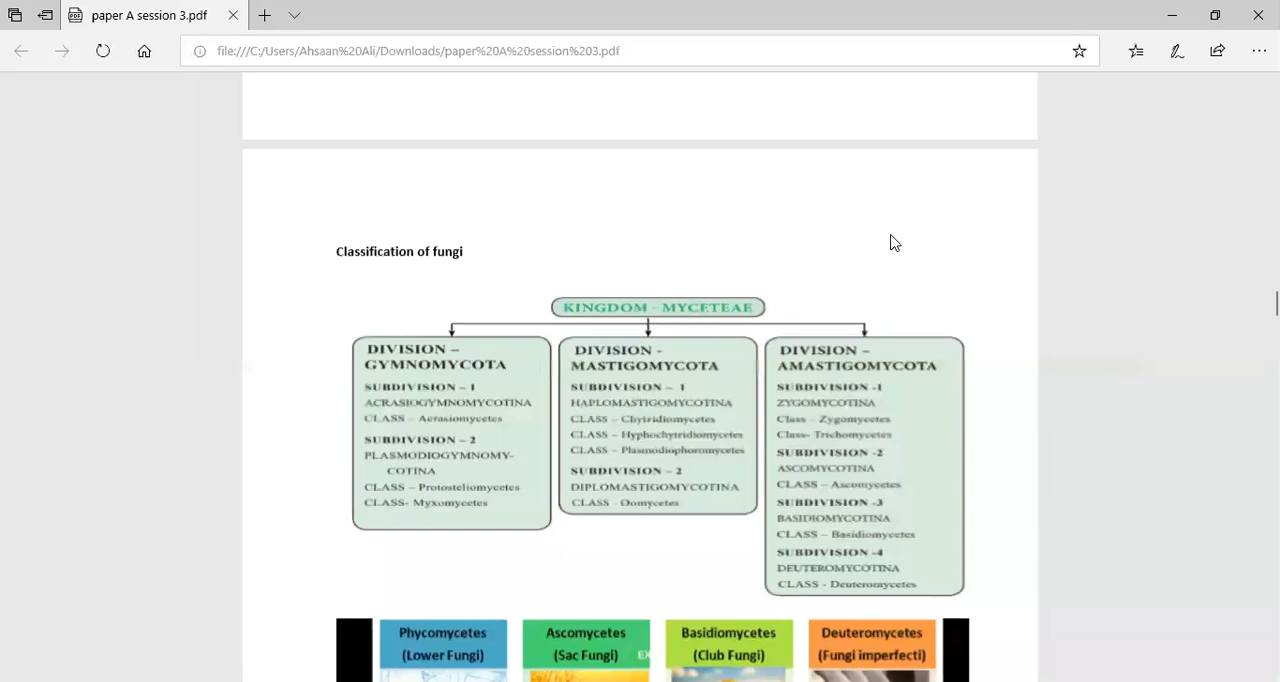 paper A session 3.pdf
file:///C:/Users/Ahsaan%20Ali/Downloads/paper%20A%20session%203.pdf
Classification of fungi
KINGDOM - MYCETEAE
DIVISION –
GYMNOMYCOTA
SUBDIVISION – 1
ACRASIOGYMNOMYCOTINA
CLASS – Acrasiomycetes
SUBDIVISION – 2
PLASMODIOGYMNOMY-
COTINA
CLASS – Protosteliomycetes
CLASS- Myxomycetes
DIVISION -
MASTIGOMYCOTA
SUBDIVISION – 1
HAPLOMASTIGOMYCOTINA
CLASS – Chytridiomycetes
CLASS – Hyphochytridiomycetes
CLASS – Plasmodiophoromycetes
SUBDIVISION – 2
DIPLOMASTIGOMYCOTINA
CLASS – Oomycetes
DIVISION –
AMASTIGOMYCOTA
SUBDIVISION -1
ZYGOMYCOTINA
Class – Zygomycetes
Class- Trichomycetes
SUBDIVISION -2
ASCOMYCOTINA
CLASS – Ascomycetes
SUBDIVISION -3
BASIDIOMYCOTINA
CLASS – Basidiomycetes
SUBDIVISION -4
DEUTEROMYCOTINA
CLASS - Deuteromycetes
Phycomycetes
(Lower Fungi)
Ascomycetes
(Sac Fungi)
Basidiomycetes
(Club Fungi)
Deuteromycetes
(Fungi imperfecti)